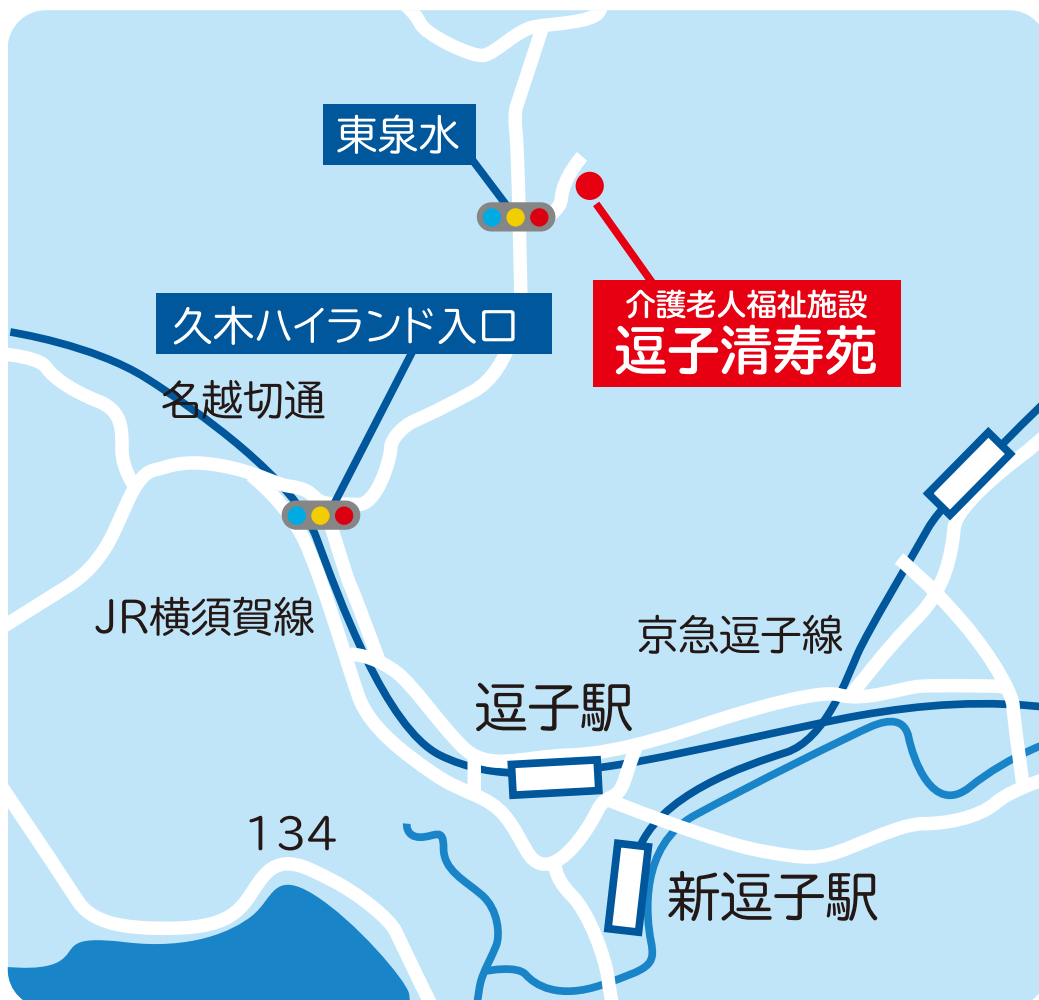 東泉水
介護老人福祉施設
逗子清寿苑
久木ハイランド入口
名越切通
JR横須賀線
京急逗子線
逗子駅
134
新逗子駅